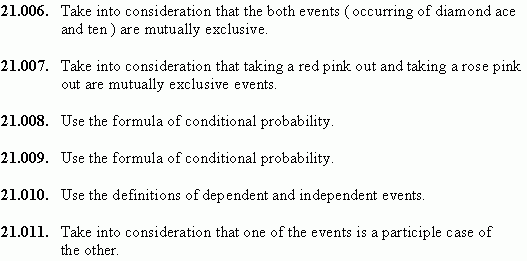 21.006. Take into consideration that the both events ( occurring of diamond ace
and ten ) are mutually exclusive.
21.007. Take into consideration that taking a red pink out and taking a rose pink
out are mutually exclusive events.
21.008. Use the formula of conditional probability.
21.009. Use the formula of conditional probability.
21.010. Use the definitions of dependent and independent events.
21.011. Take into consideration that one of the events is a participle case of
the other.